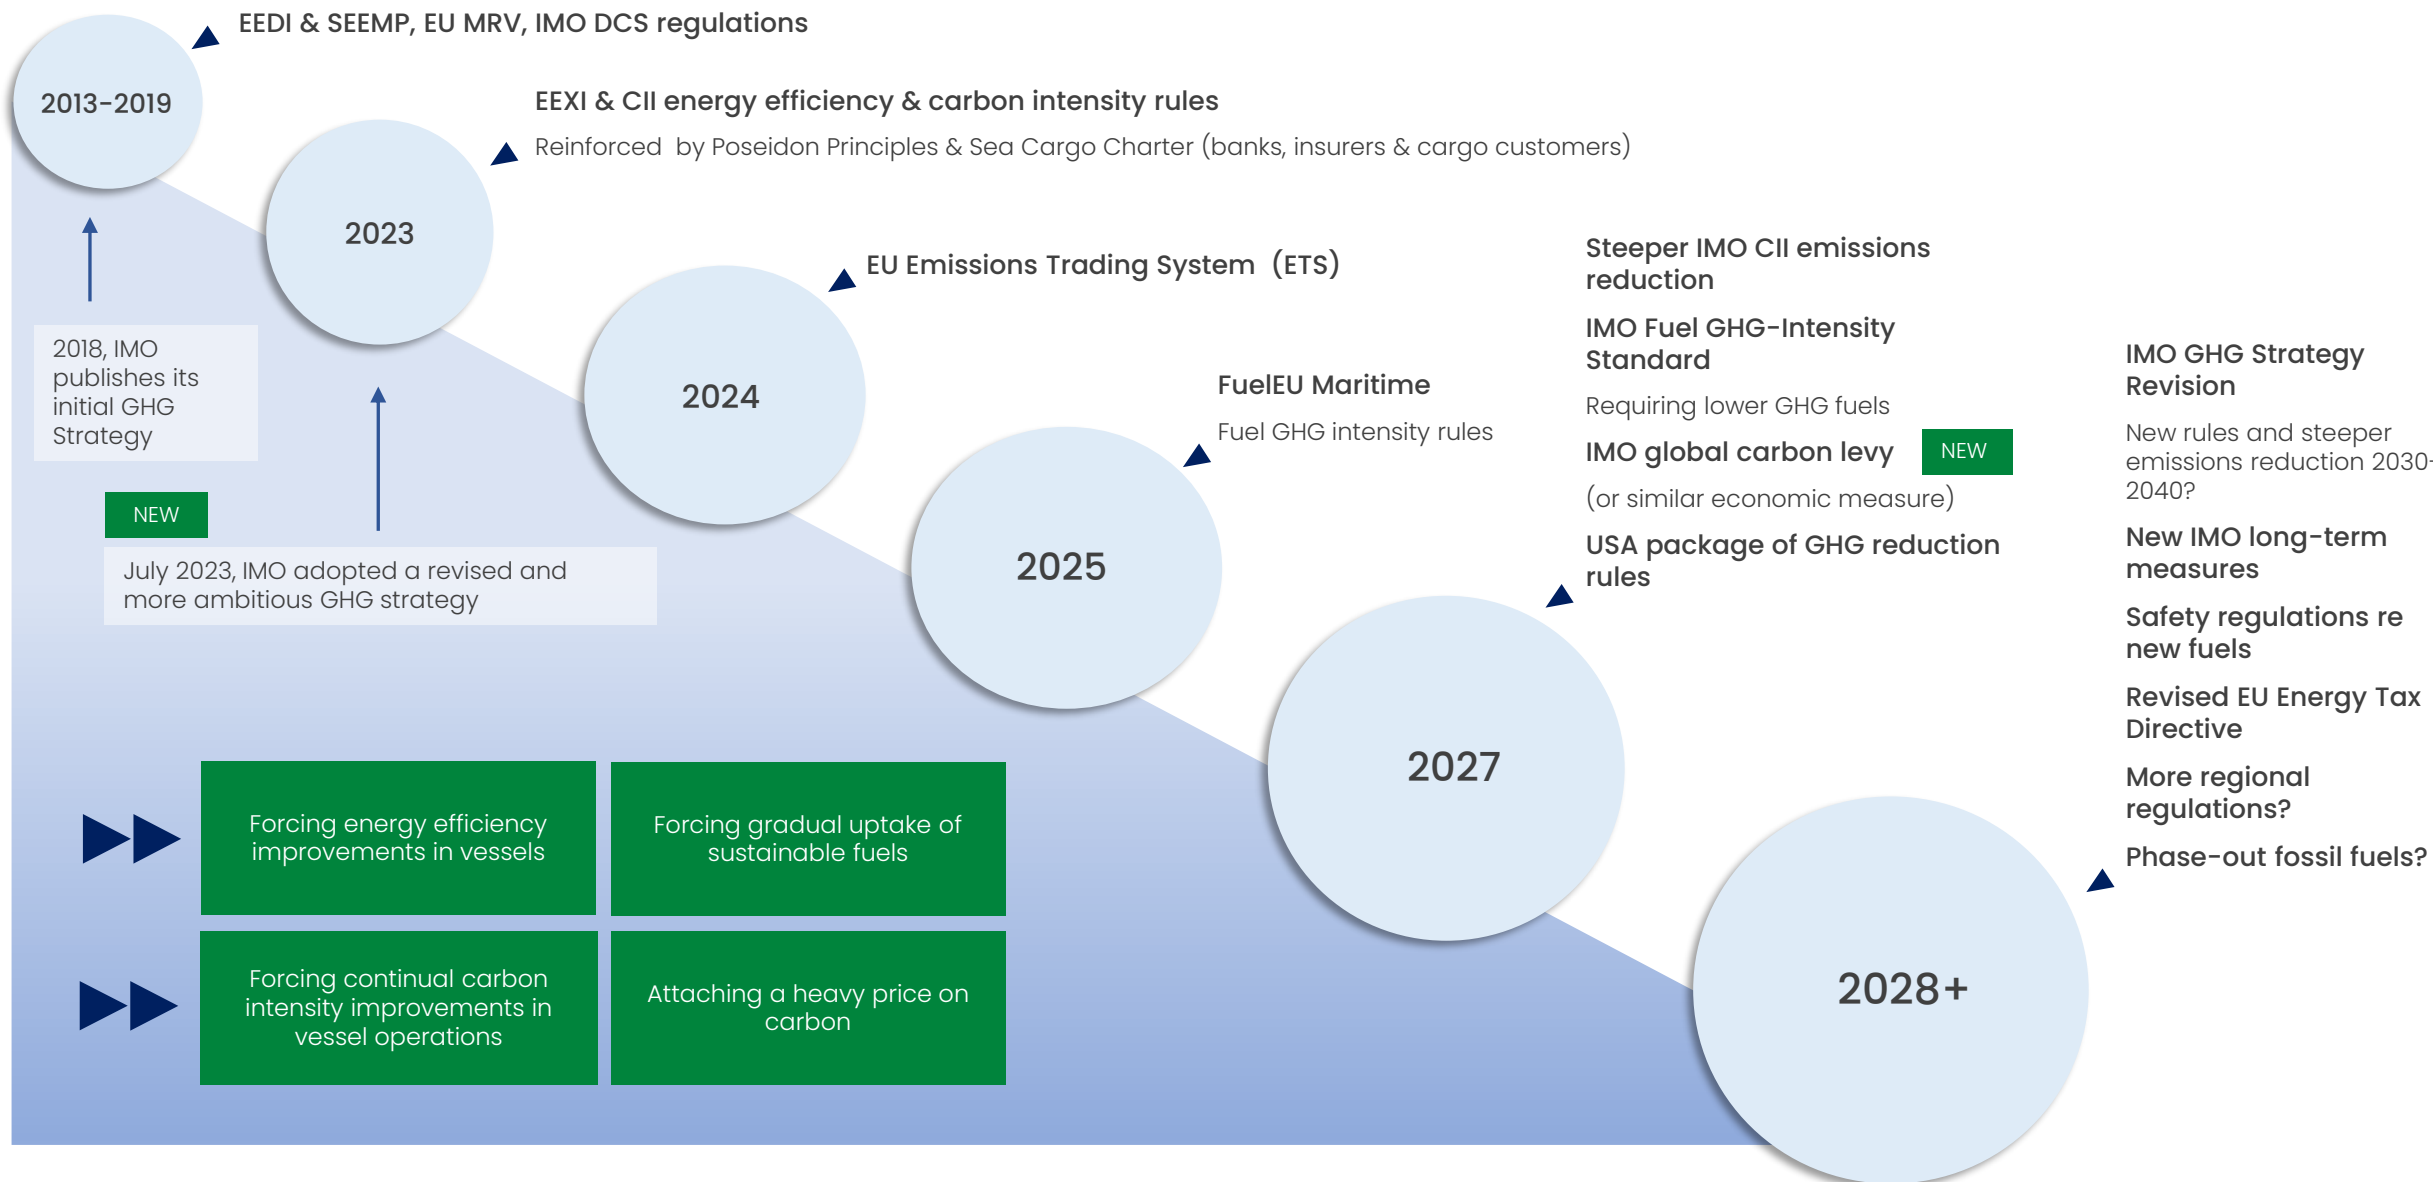 EEDI & SEEMP, EU MRV, IMO DCS regulations
2013-2019
EEXI & CII energy efficiency & carbon intensity rules
Reinforced by Poseidon Principles & Sea Cargo Charter (banks, insurers & cargo customers)
2023
EU Emissions Trading System (ETS)
2024
2018, IMO
publishes its
initial GHG
Strategy
NEW
July 2023, IMO adopted a revised and
more ambitious GHG strategy
FuelEU Maritime
Fuel GHG intensity rules
2025
Steeper IMO CII emissions
reduction
IMO Fuel GHG-Intensity
Standard
Requiring lower GHG fuels
IMO global carbon levy
NEW
(or similar economic measure)
USA package of GHG reduction
rules
2027
IMO GHG Strategy
Revision
New rules and steeper
emissions reduction 2030-
2040?
New IMO long-term
measures
Safety regulations re
new fuels
Revised EU Energy Tax
Directive
More regional
regulations?
Phase-out fossil fuels?
2028+
Forcing energy efficiency
improvements in vessels
Forcing gradual uptake of
sustainable fuels
Forcing continual carbon
intensity improvements in
vessel operations
Attaching a heavy price on
carbon